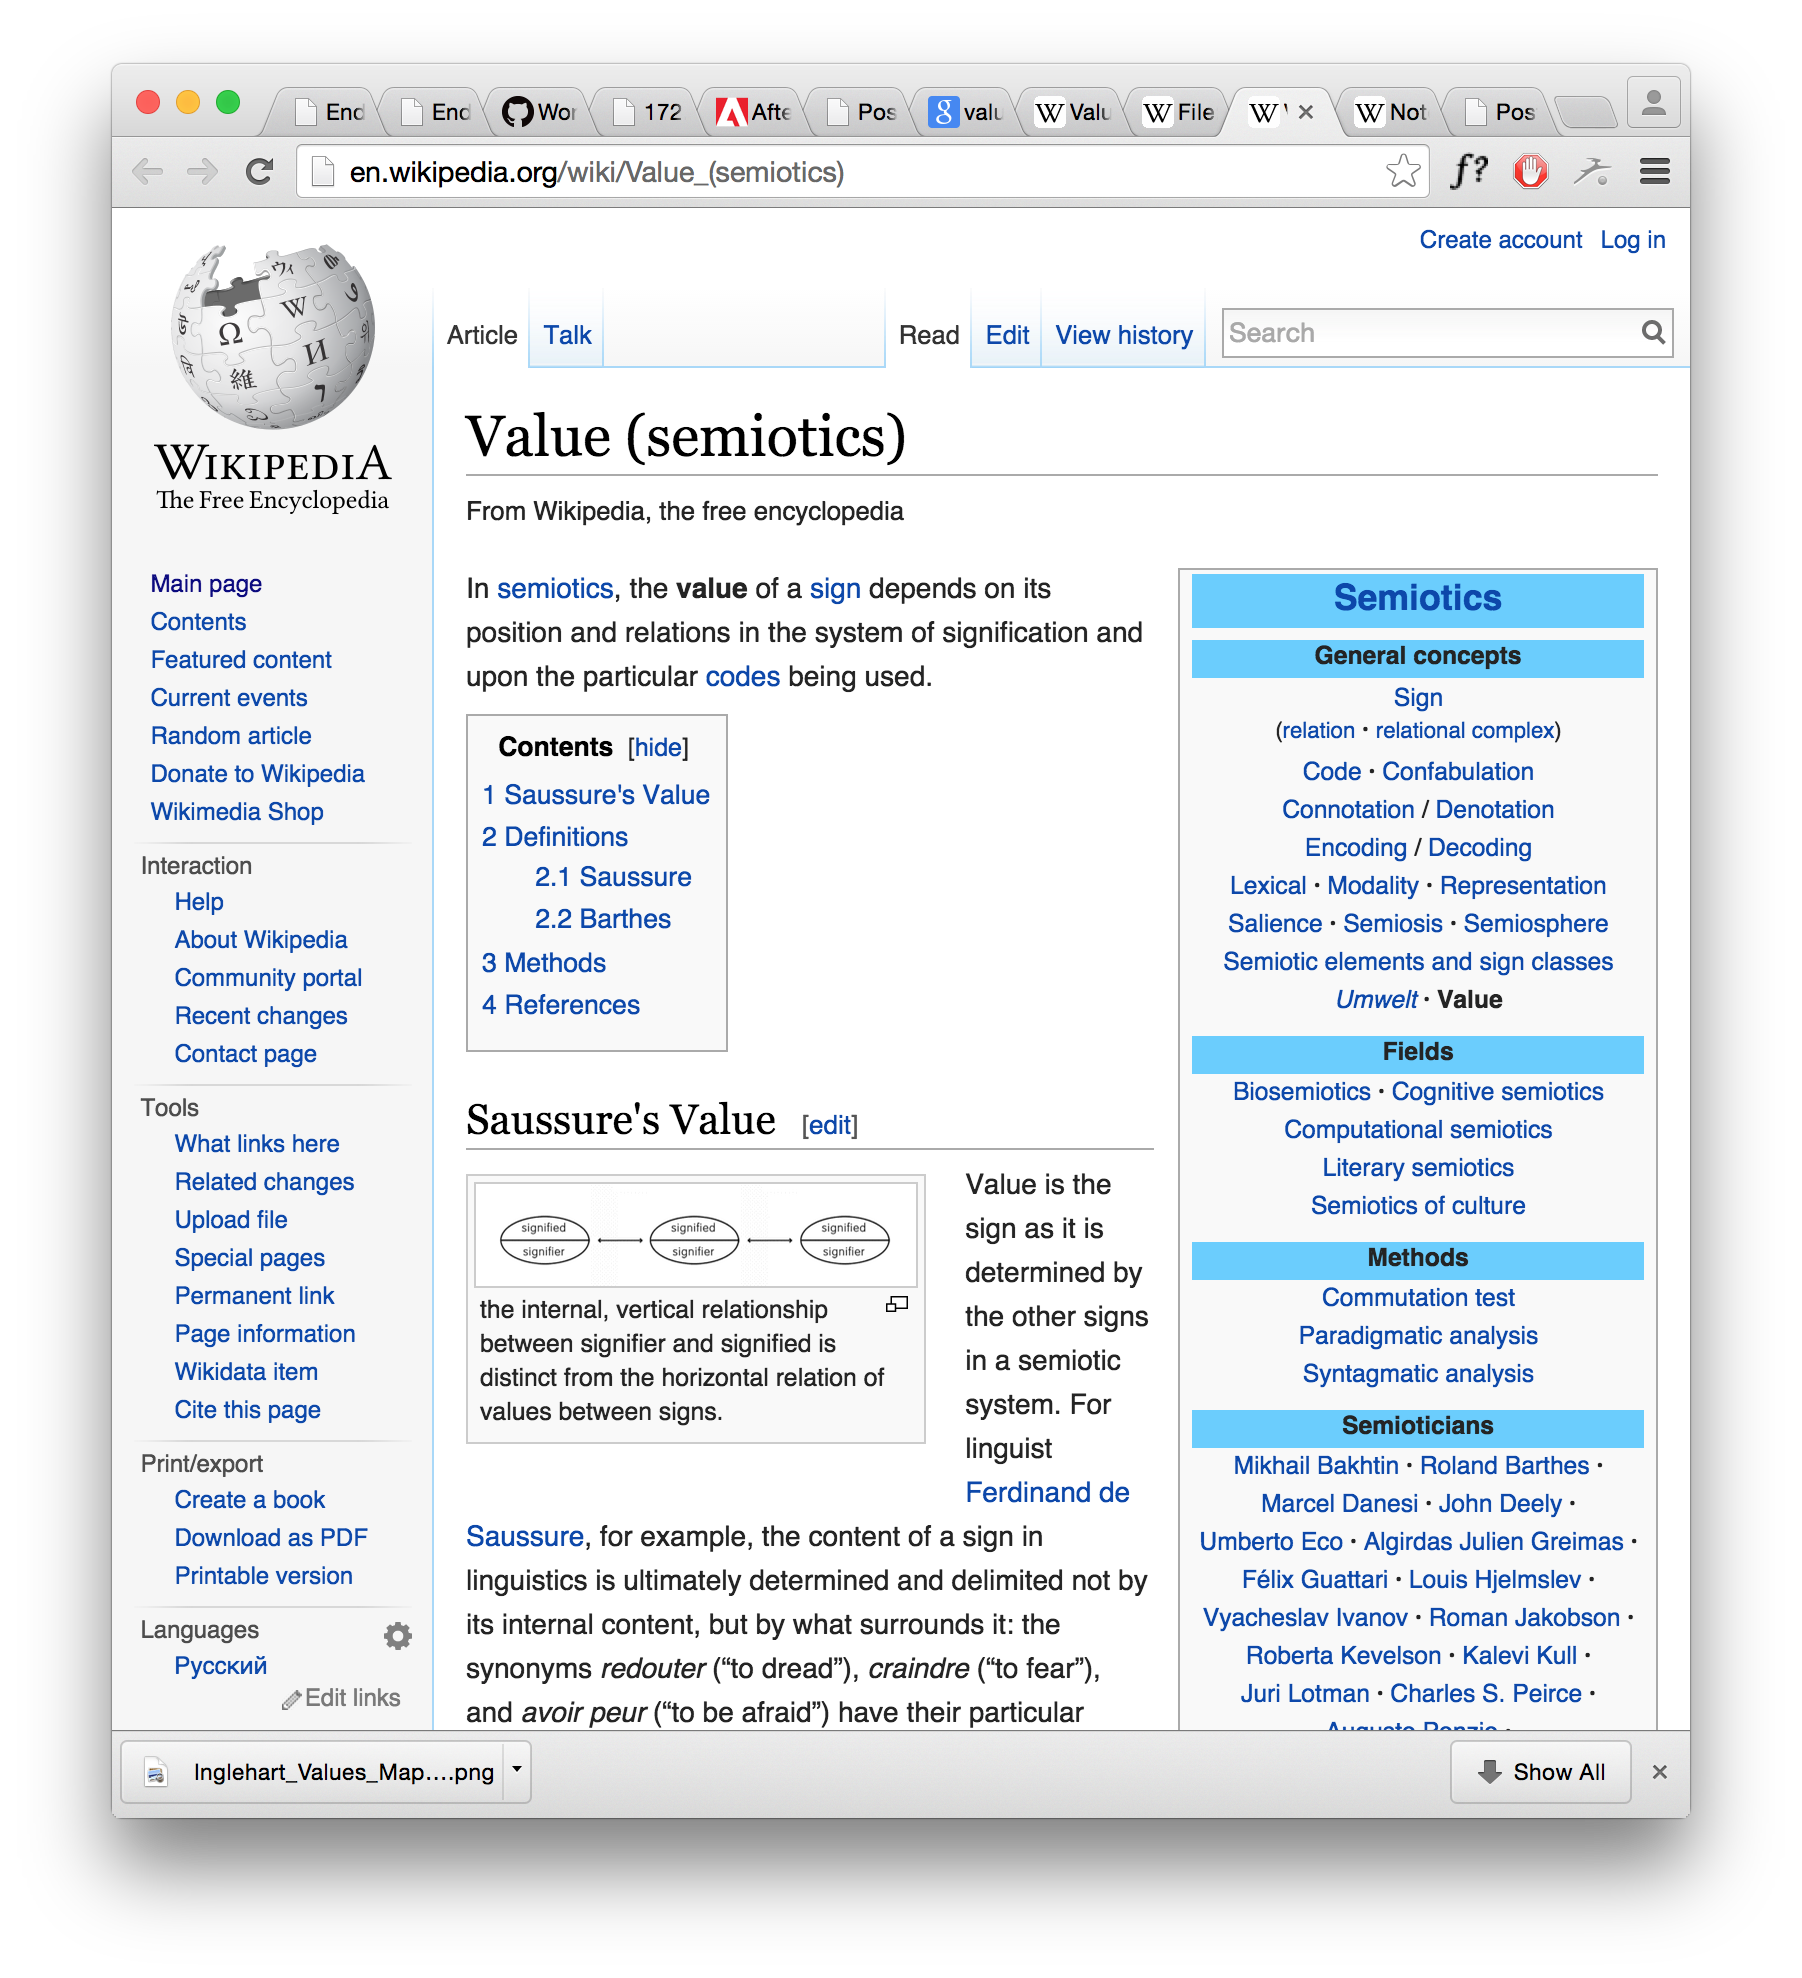 End
End
Wor
172
Afte
Pos
valu
Valu
File
Not
Pos
en.wikipedia.org/wiki/Value_(semiotics)
f?
Create account Log in
Article Talk Read Edit View history Search
WIKIPEDIA
The Free Encyclopedia
Main page
Contents
Featured content
Current events
Random article
Donate to Wikipedia
Wikimedia Shop
Interaction
Help
About Wikipedia
Community portal
Recent changes
Contact page
Tools
What links here
Related changes
Upload file
Special pages
Permanent link
Page information
Wikidata item
Cite this page
Print/export
Create a book
Download as PDF
Printable version
Languages
Русский
Edit links
Value (semiotics)
From Wikipedia, the free encyclopedia
In semiotics, the value of a sign depends on its
position and relations in the system of signification and
upon the particular codes being used.
Contents [hide]
1 Saussure's Value
2 Definitions
2.1 Saussure
2.2 Barthes
3 Methods
4 References
Saussure's Value [edit]
signified signified signified
signifier signifier signifier
the internal, vertical relationship
between signifier and signified is
distinct from the horizontal relation of
values between signs.
Value is the
sign as it is
determined by
the other signs
in a semiotic
system. For
linguist
Ferdinand de
Saussure, for example, the content of a sign in
linguistics is ultimately determined and delimited not by
its internal content, but by what surrounds it: the
synonyms redouter (“to dread”), craindre (“to fear”),
and avoir peur (“to be afraid”) have their particular
Semiotics
General concepts
Sign
(relation · relational complex)
Code · Confabulation
Connotation / Denotation
Encoding / Decoding
Lexical · Modality · Representation
Salience · Semiosis · Semiosphere
Semiotic elements and sign classes
Umwelt · Value
Fields
Biosemiotics · Cognitive semiotics
Computational semiotics
Literary semiotics
Semiotics of culture
Methods
Commutation test
Paradigmatic analysis
Syntagmatic analysis
Semioticians
Mikhail Bakhtin · Roland Barthes ·
Marcel Danesi · John Deely ·
Umberto Eco · Algirdas Julien Greimas ·
Félix Guattari · Louis Hjelmslev ·
Vyacheslav Ivanov · Roman Jakobson ·
Roberta Kevelson · Kalevi Kull ·
Juri Lotman · Charles S. Peirce ·
Augusto Ponzio ·
Inglehart_Values_Map....png
Show All